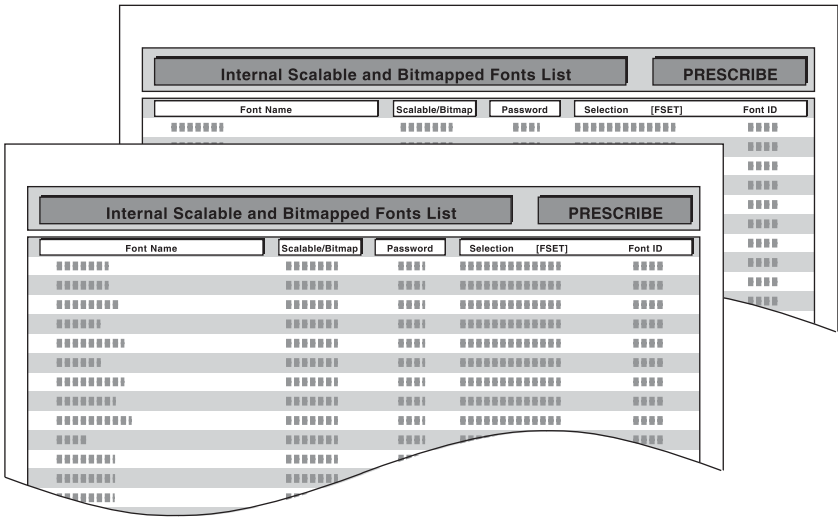 Internal Scalable and Bitmapped Fonts List PRESCRIBE
Font Name Scalable/Bitmap Password Selection [FSET] Font ID
Internal Scalable and Bitmapped Fonts List PRESCRIBE
Font Name Scalable/Bitmap Password Selection [FSET] Font ID